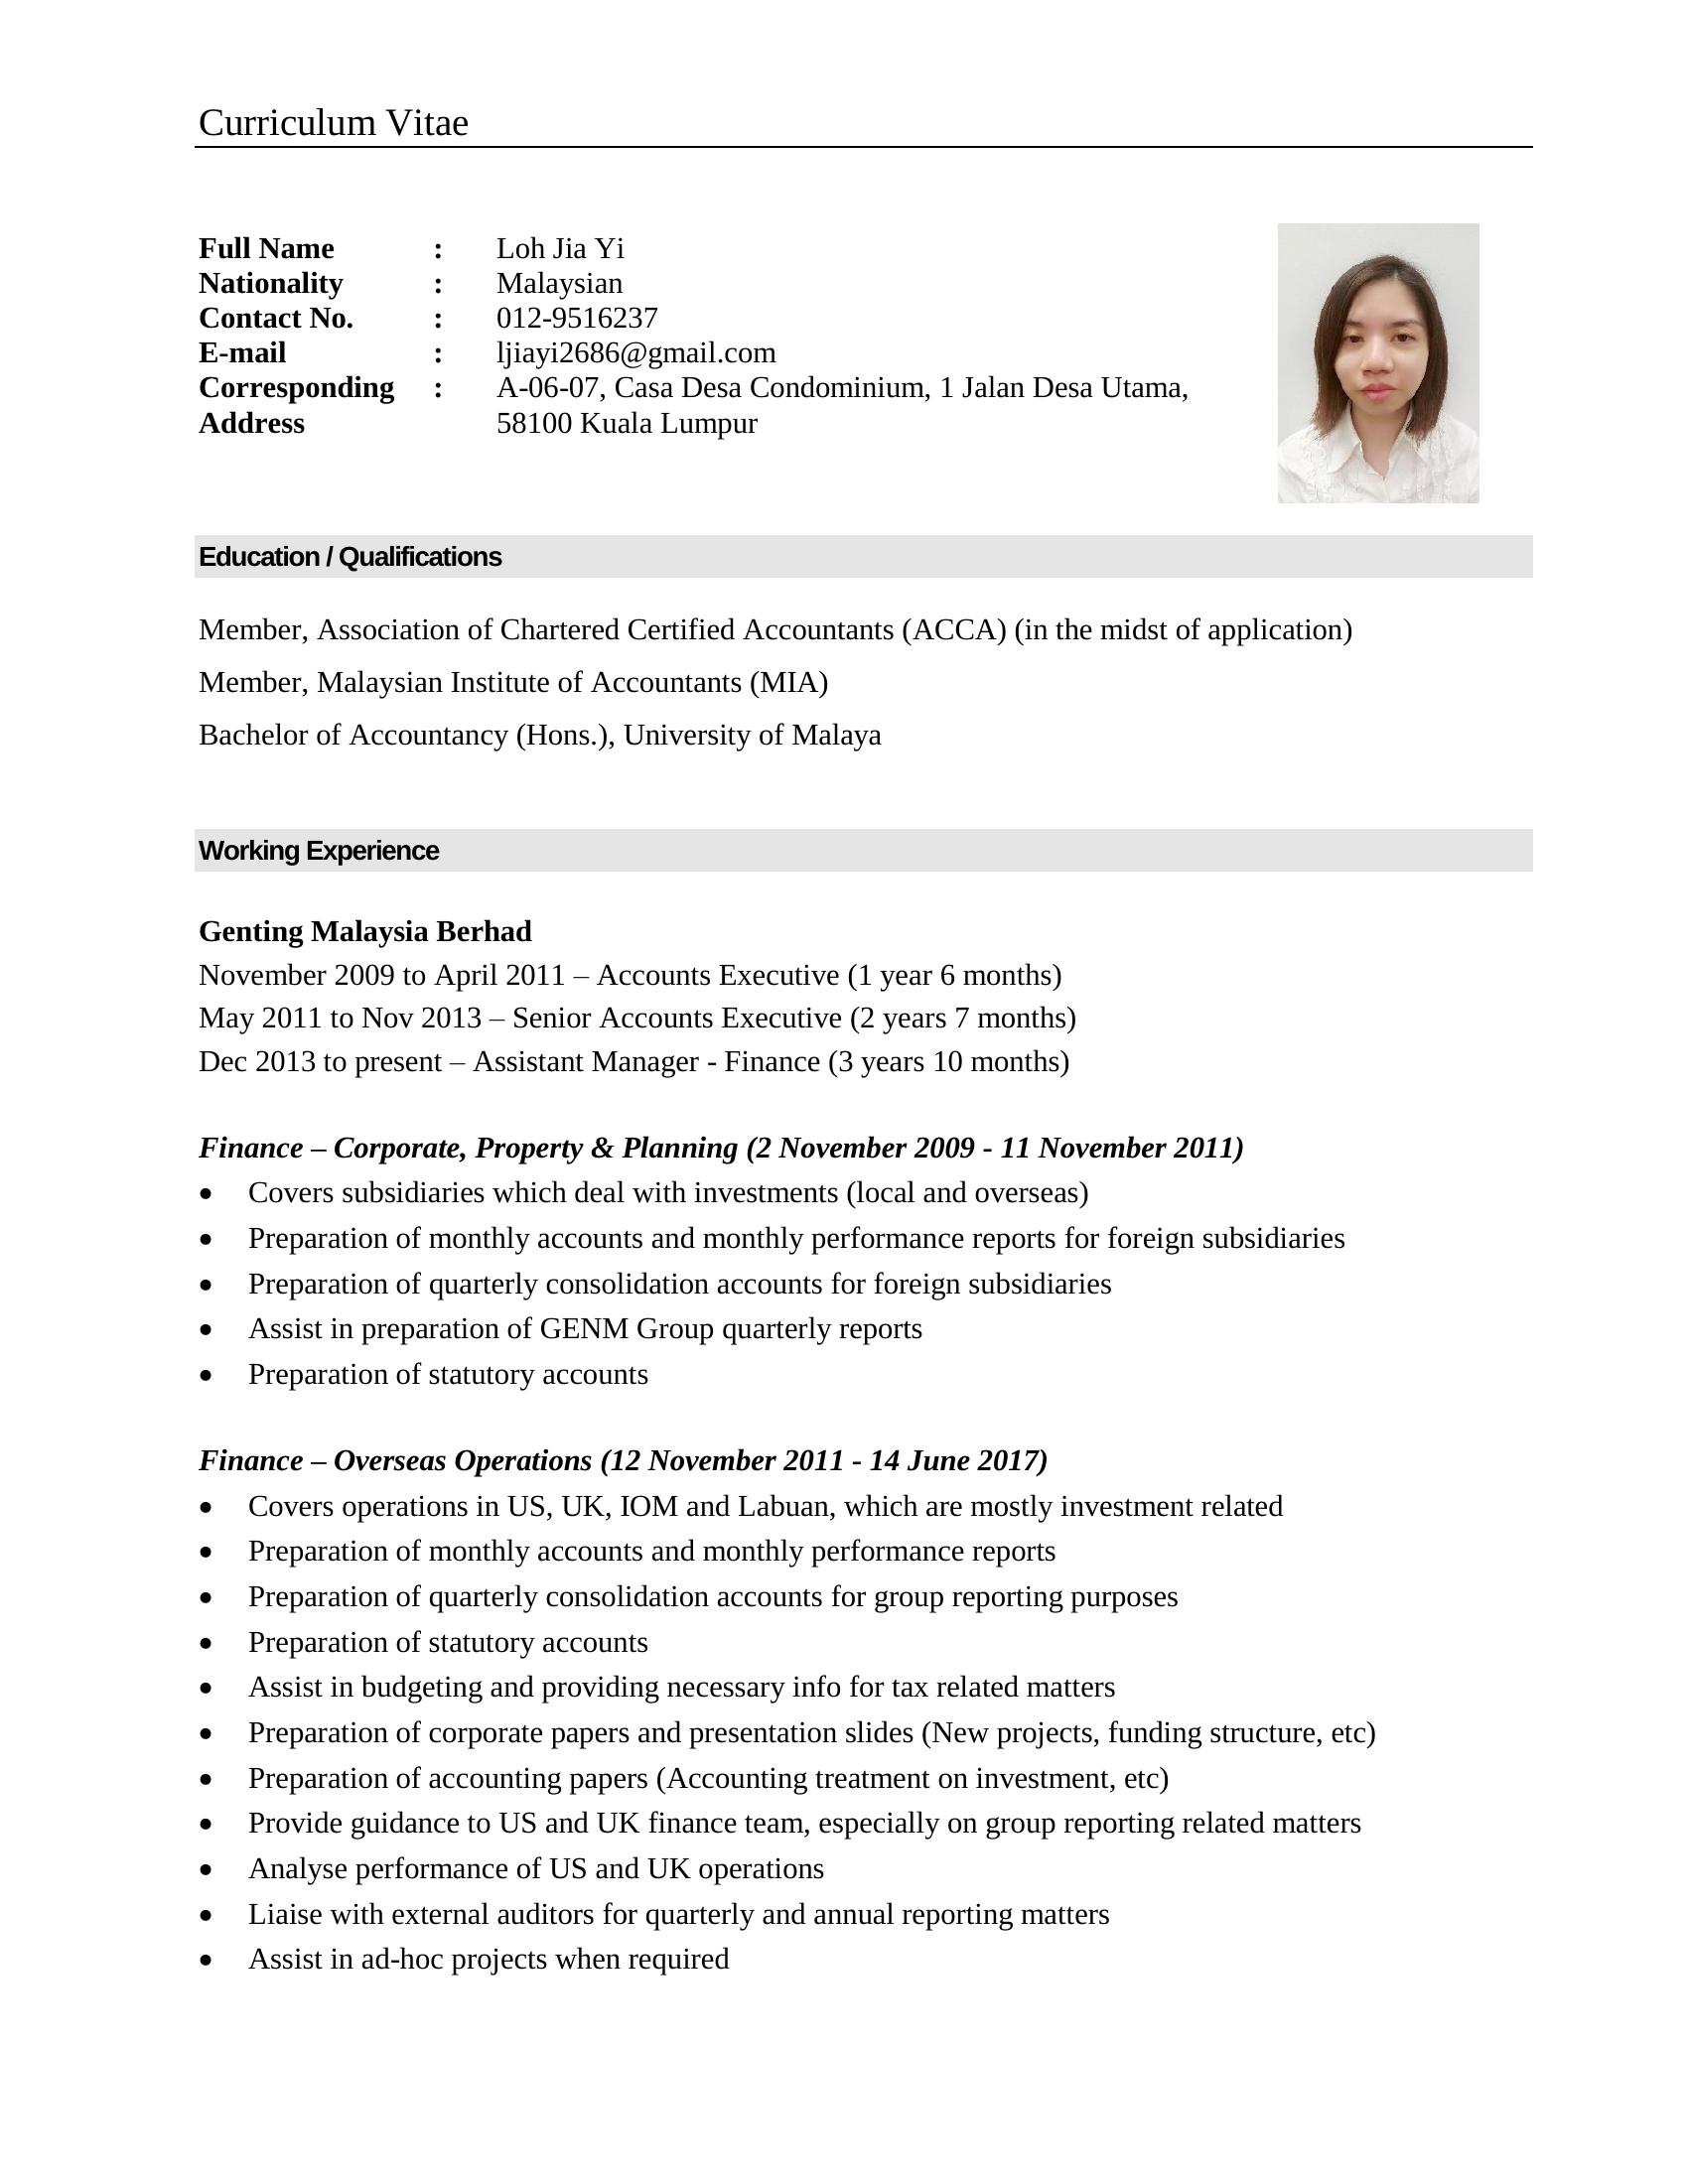 Curriculum Vitae
Full Name : Loh Jia Yi
Nationality : Malaysian
Contact No. : 012-9516237
E-mail : ljiayi2686@gmail.com
Corresponding : A-06-07, Casa Desa Condominium, 1 Jalan Desa Utama,
Address 58100 Kuala Lumpur
Education / Qualifications
Member, Association of Chartered Certified Accountants (ACCA) (in the midst of application)
Member, Malaysian Institute of Accountants (MIA)
Bachelor of Accountancy (Hons.), University of Malaya
Working Experience
Genting Malaysia Berhad
November 2009 to April 2011 – Accounts Executive (1 year 6 months)
May 2011 to Nov 2013 – Senior Accounts Executive (2 years 7 months)
Dec 2013 to present – Assistant Manager - Finance (3 years 10 months)
Finance – Corporate, Property & Planning (2 November 2009 - 11 November 2011)
• Covers subsidiaries which deal with investments (local and overseas)
• Preparation of monthly accounts and monthly performance reports for foreign subsidiaries
• Preparation of quarterly consolidation accounts for foreign subsidiaries
• Assist in preparation of GENM Group quarterly reports
• Preparation of statutory accounts
Finance – Overseas Operations (12 November 2011 - 14 June 2017)
• Covers operations in US, UK, IOM and Labuan, which are mostly investment related
• Preparation of monthly accounts and monthly performance reports
• Preparation of quarterly consolidation accounts for group reporting purposes
• Preparation of statutory accounts
• Assist in budgeting and providing necessary info for tax related matters
• Preparation of corporate papers and presentation slides (New projects, funding structure, etc)
• Preparation of accounting papers (Accounting treatment on investment, etc)
• Provide guidance to US and UK finance team, especially on group reporting related matters
• Analyse performance of US and UK operations
• Liaise with external auditors for quarterly and annual reporting matters
• Assist in ad-hoc projects when required